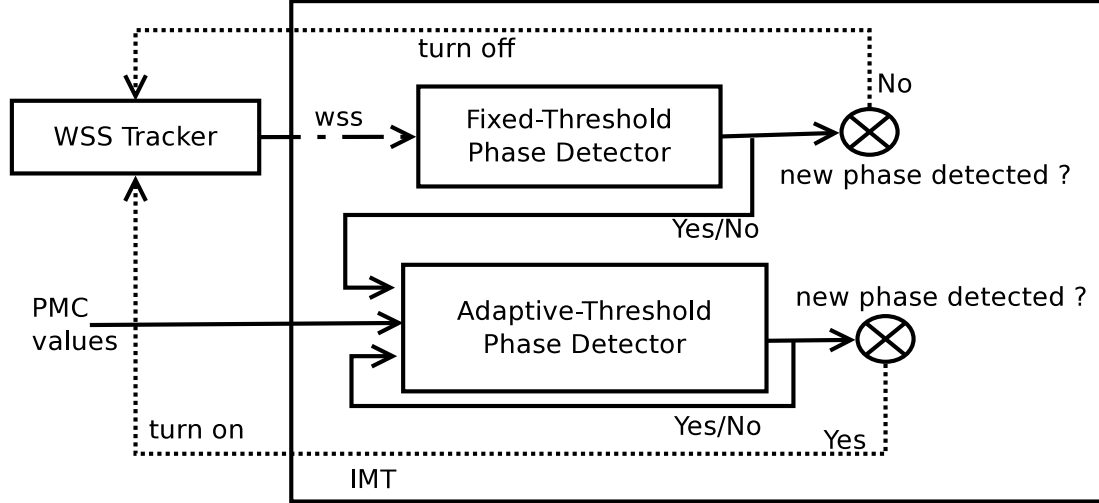 turn off
No
wss
WSS Tracker
Fixed-Threshold
Phase Detector
new phase detected ?
Yes/No
PMC
values
Adaptive-Threshold
Phase Detector
new phase detected ?
Yes/No
turn on
Yes
IMT